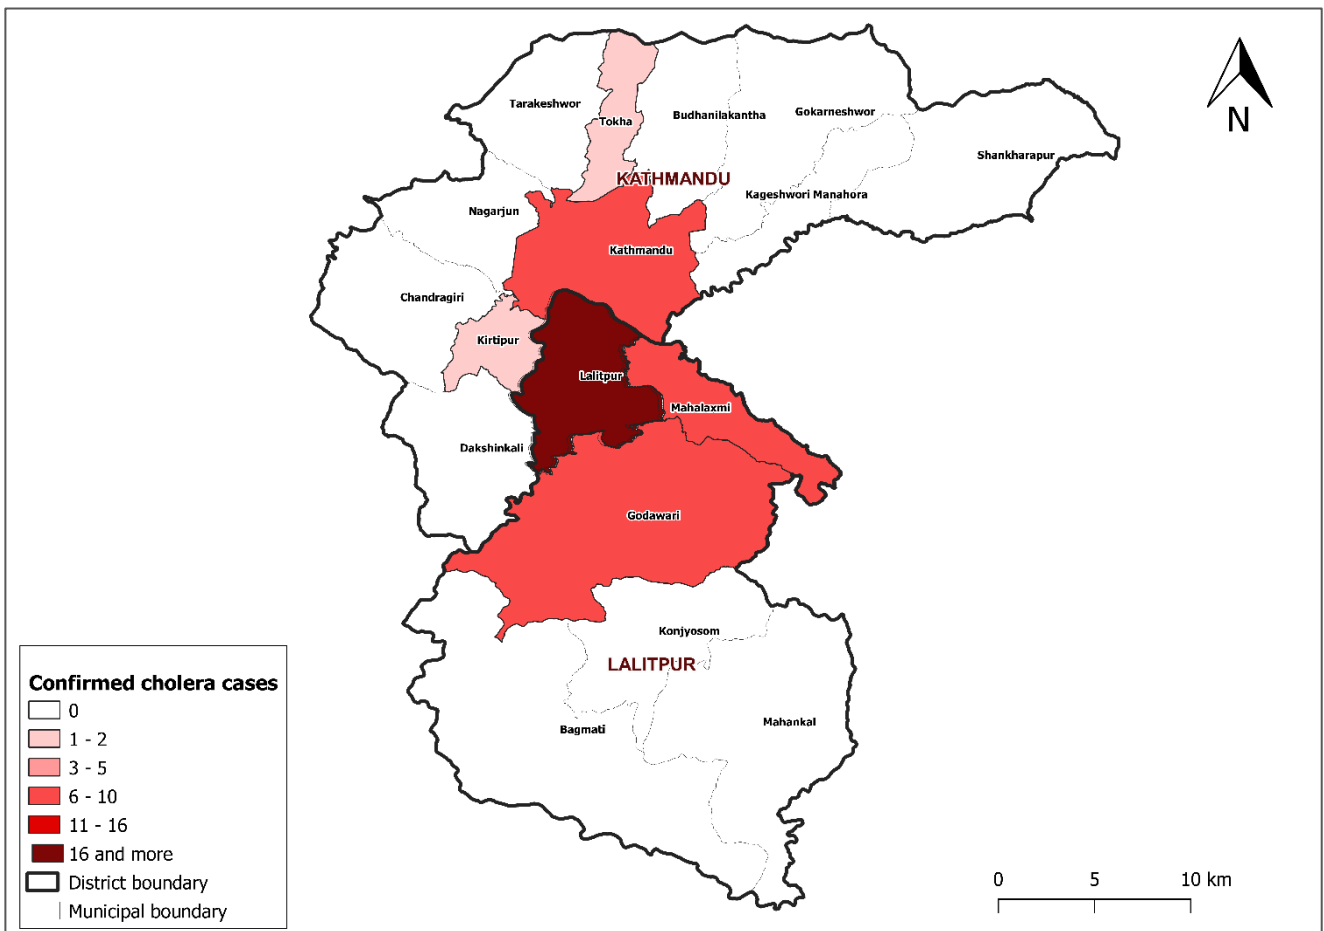 N
Tarakeshwor
Tokha
Budhanilakantha
Gokarneshwor
Shankharapur
KATHMANDU
Kageshwori Manahora
Nagarjun
Kathmandu
Chandragiri
Kirtipur
Lalitpur
Mahalaxmi
Dakshinkali
Godawari
Konjyosom
LALITPUR
Bagmati
Mahankal
Confirmed cholera cases
0
1 - 2
3 - 5
6 - 10
11 - 16
16 and more
District boundary
Municipal boundary
0 5 10 km